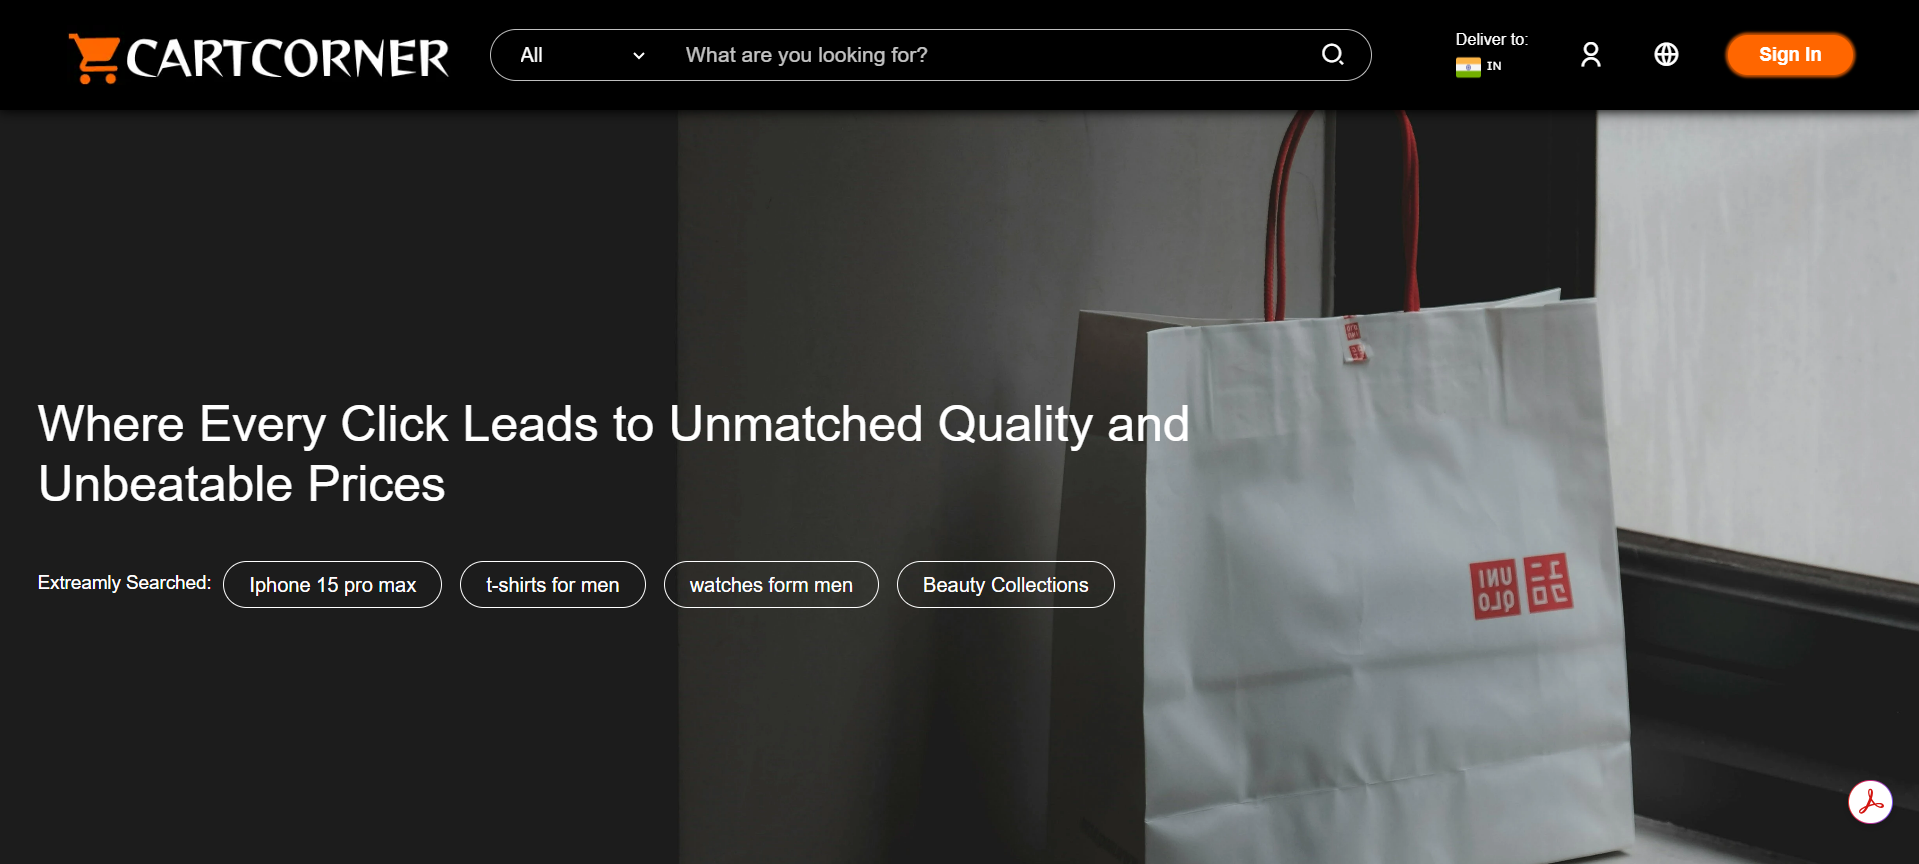 CARTCORNER
All
What are you looking for?
Deliver to:
IN
Sign In
Where Every Click Leads to Unmatched Quality and
Unbeatable Prices
Extreamly Searched:
Iphone 15 pro max
t-shirts for men
watches form men
Beauty Collections
UNI
QLO